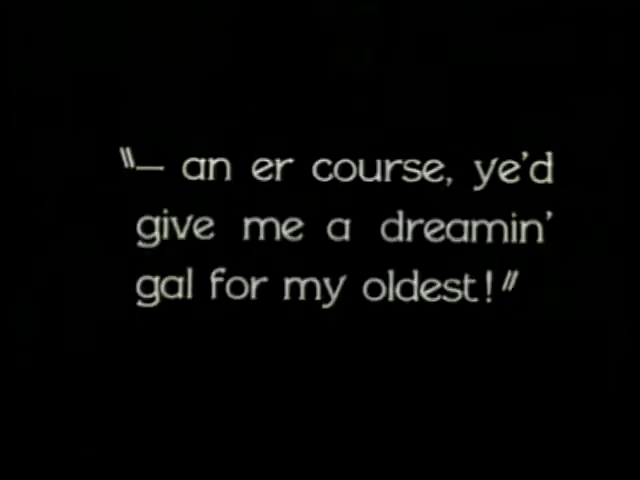 "— an er course, ye'd
give me a dreamin'
gal for my oldest!"